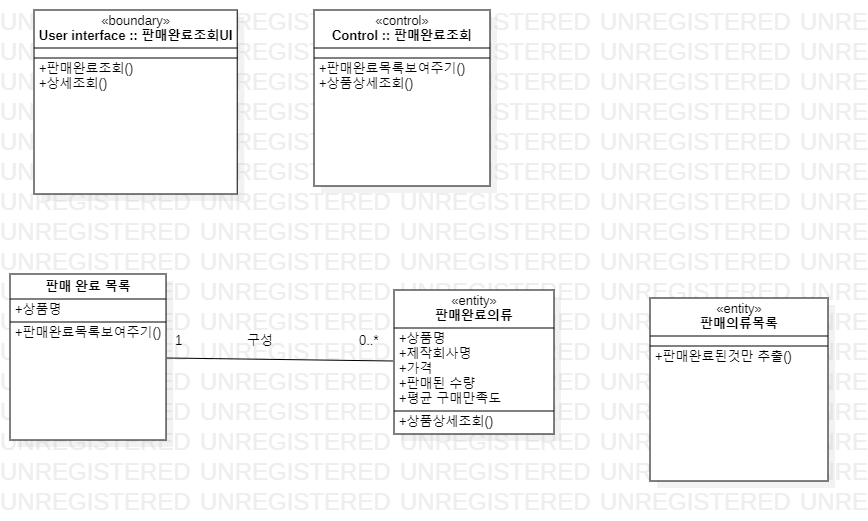 «boundary»
User interface :: 판매완료조회UI
+판매완료조회()
+상세조회()
«control»
Control :: 판매완료조회
+판매완료목록보여주기()
+상품상세조회()
판매 완료 목록
+상품명
+판매완료목록보여주기()
1
구성
0..*
«entity»
판매완료의류
+상품명
+제작회사명
+가격
+판매된 수량
+평균 구매만족도
+상품상세조회()
«entity»
판매의류목록
+판매완료된것만 추출()
UNREGISTERED